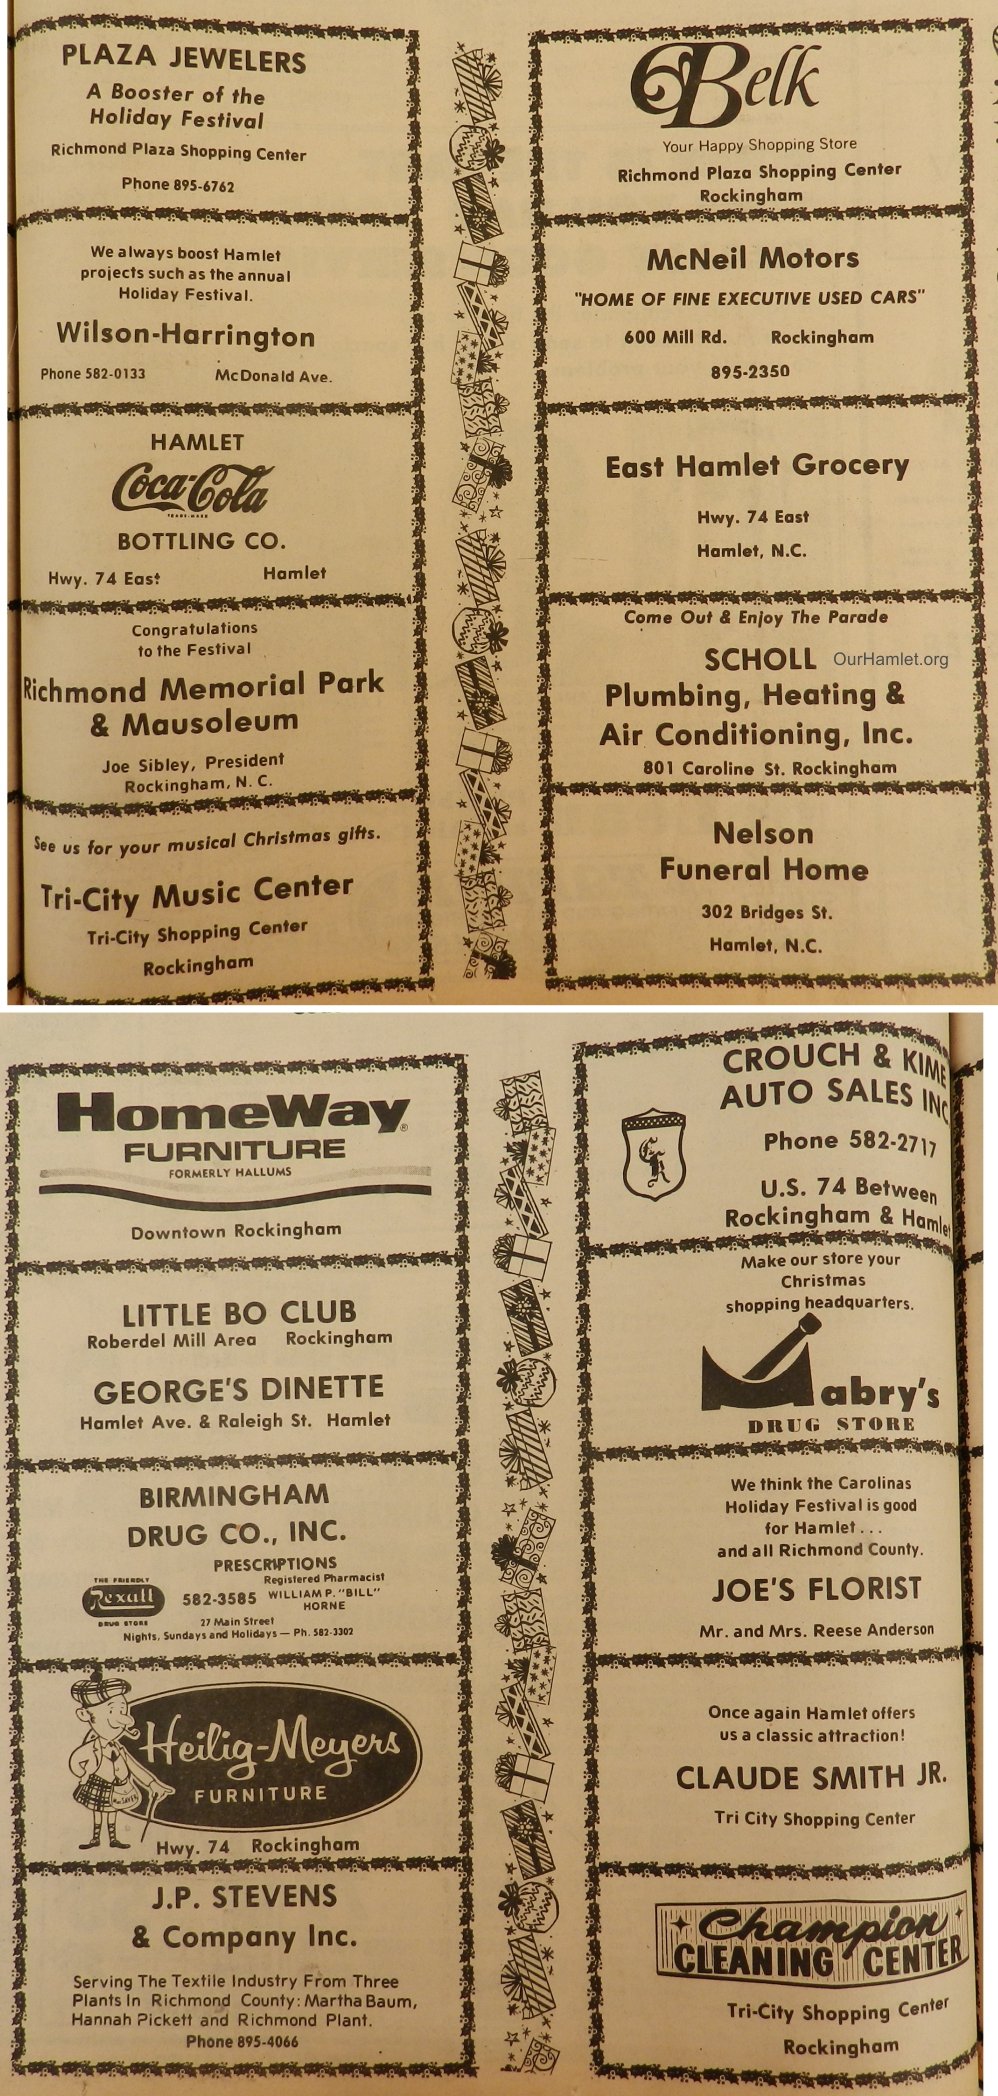 PLAZA JEWELERS
A Booster of the
Holiday Festival
Richmond Plaza Shopping Center
Phone 895-6762
We always boost Hamlet
projects such as the annual
Holiday Festival.
Wilson-Harrington
Phone 582-0133 McDonald Ave.
HAMLET
Coca-Cola
TRADE-MARK
BOTTLING CO.
Hwy. 74 East Hamlet
Congratulations
to the Festival
Richmond Memorial Park
& Mausoleum
Joe Sibley, President
Rockingham, N. C.
See us for your musical Christmas gifts.
Tri-City Music Center
Tri-City Shopping Center
Rockingham
Belk
Your Happy Shopping Store
Richmond Plaza Shopping Center
Rockingham
McNeil Motors
"HOME OF FINE EXECUTIVE USED CARS"
600 Mill Rd. Rockingham
895-2350
East Hamlet Grocery
Hwy. 74 East
Hamlet, N.C.
Come Out & Enjoy The Parade
SCHOLL OurHamlet.org
Plumbing, Heating &
Air Conditioning, Inc.
801 Caroline St. Rockingham
Nelson
Funeral Home
302 Bridges St.
Hamlet, N.C.
HomeWay®
FURNITURE
FORMERLY HALLUMS
Downtown Rockingham
LITTLE BO CLUB
Roberdel Mill Area Rockingham
GEORGE'S DINETTE
Hamlet Ave. & Raleigh St. Hamlet
BIRMINGHAM
DRUG CO., INC.
PRESCRIPTIONS
THE FRIENDLY
Rexall
DRUG STORE
582-3585
Registered Pharmacist
WILLIAM P. "BILL"
HORNE
27 Main Street
Nights, Sundays and Holidays — Ph. 582-3302
Heilig-Meyers
FURNITURE
Hwy. 74 Rockingham
J.P. STEVENS
& Company Inc.
Serving The Textile Industry From Three
Plants In Richmond County: Martha Baum,
Hannah Pickett and Richmond Plant.
Phone 895-4066
CROUCH & KIME
AUTO SALES INC
Phone 582-2717
U.S. 74 Between
Rockingham & Hamlet
Make our store your
Christmas
shopping headquarters.
Mabry's
DRUG STORE
We think the Carolinas
Holiday Festival is good
for Hamlet . . .
and all Richmond County.
JOE'S FLORIST
Mr. and Mrs. Reese Anderson
Once again Hamlet offers
us a classic attraction!
CLAUDE SMITH JR.
Tri City Shopping Center
Champion
CLEANING CENTER
Tri-City Shopping Center
Rockingham